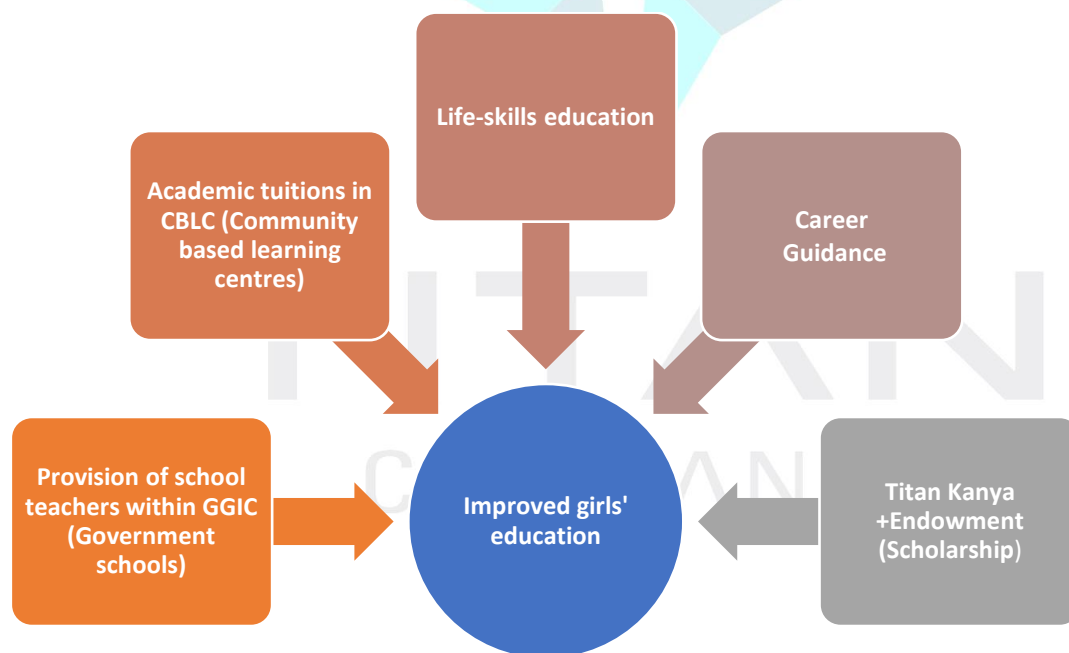 Life-skills education
Academic tuitions in
CBLC (Community
based learning
centres)
Career
Guidance
Provision of school
teachers within GGIC
(Government
schools)
Improved girls'
education
Titan Kanya
+Endowment
(Scholarship)